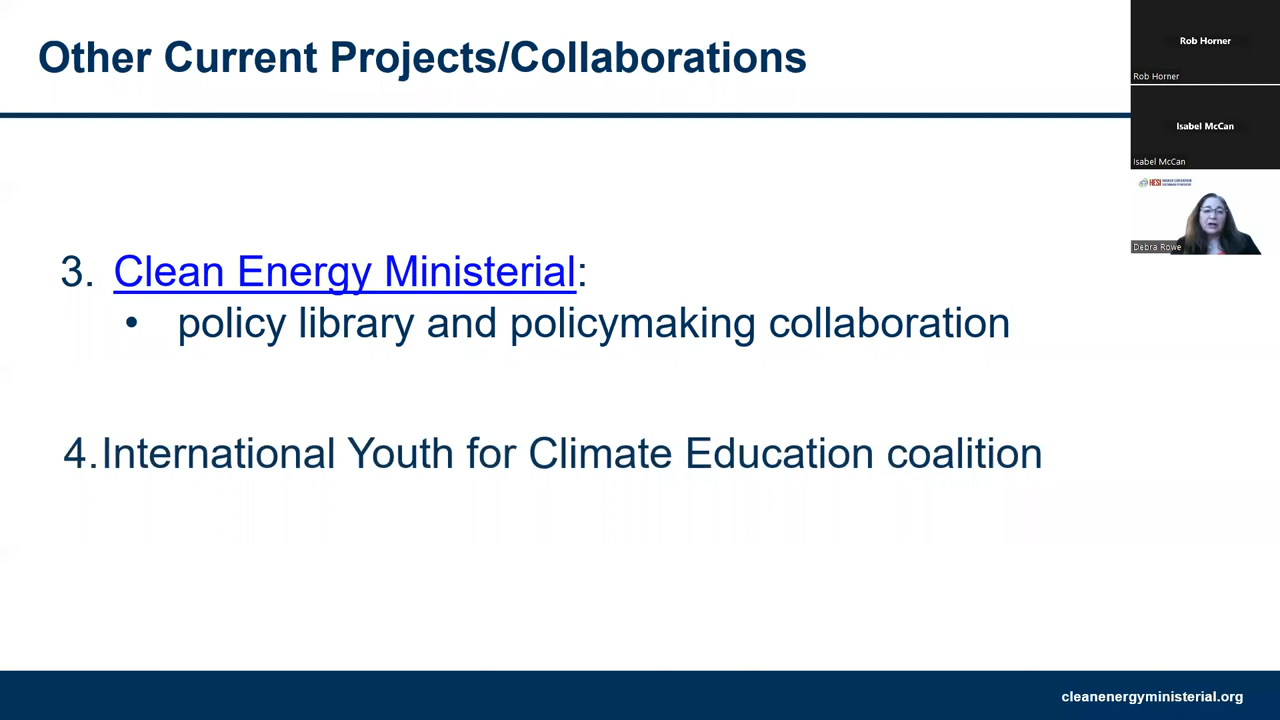 Other Current Projects/Collaborations
3. Clean Energy Ministerial:
• policy library and policymaking collaboration
4. International Youth for Climate Education coalition
cleanenergyministerial.org
Rob Horner
Rob Horner
Isabel McCan
Isabel McCan
HESI
Debra Rowe